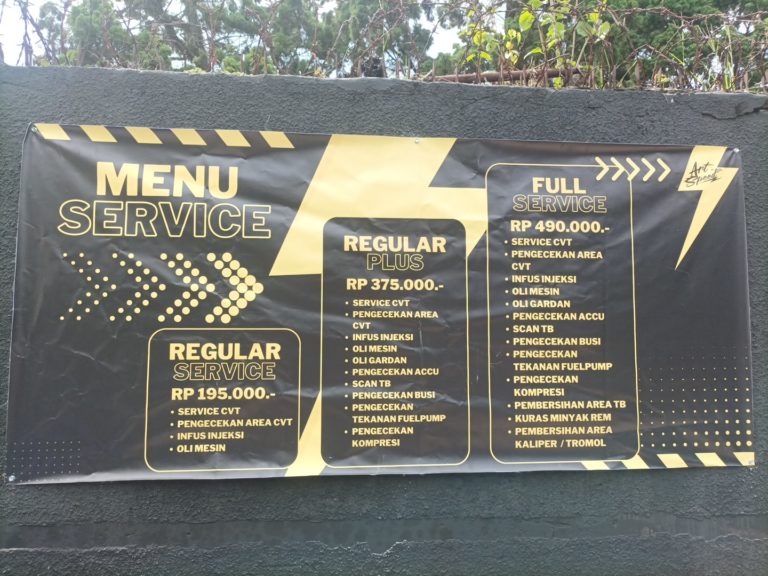 MENU
SERVICE
REGULAR
SERVICE
RP 195.000.-
• SERVICE CVT
• PENGECEKAN AREA CVT
• INFUS INJEKSI
• OLI MESIN
REGULAR
PLUS
RP 375.000.-
• SERVICE CVT
• PENGECEKAN AREA
CVT
• INFUS INJEKSI
• OLI MESIN
• OLI GARDAN
• PENGECEKAN ACCU
• SCAN TB
• PENGECEKAN BUSI
• PENGECEKAN
TEKANAN FUELPUMP
• PENGECEKAN
KOMPRESI
FULL
SERVICE
RP 490.000.-
• SERVICE CVT
• PENGECEKAN AREA
CVT
• INFUS INJEKSI
• OLI MESIN
• OLI GARDAN
• PENGECEKAN ACCU
• SCAN TB
• PENGECEKAN BUSI
• PENGECEKAN
TEKANAN FUELPUMP
• PENGECEKAN
KOMPRESI
• PEMBERSIHAN AREA TB
• KURAS MINYAK REM
• PEMBERSIHAN AREA
KALIPER / TROMOL
Art